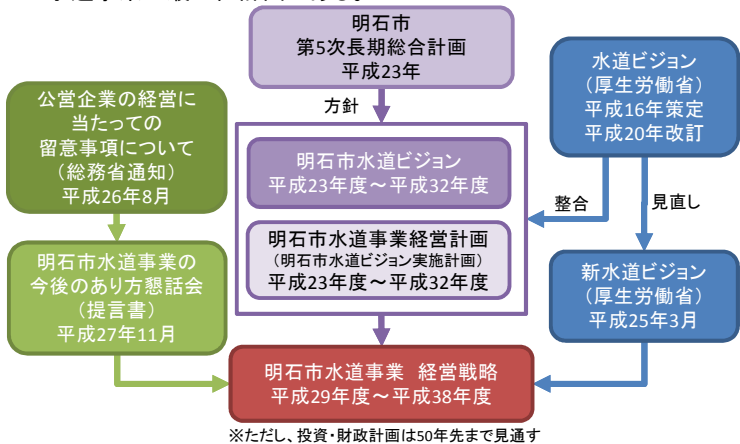 明石市
第5次長期総合計画
平成23年
方針
公営企業の経営に
当たっての
留意事項について
（総務省通知）
平成26年8月
水道ビジョン
（厚生労働省）
平成16年策定
平成20年改訂
明石市水道ビジョン
平成23年度～平成32年度
整合
見直し
明石市水道事業経営計画
（明石市水道ビジョン実施計画）
平成23年度～平成32年度
明石市水道事業の
今後のあり方懇話会
（提言書）
平成27年11月
新水道ビジョン
（厚生労働省）
平成25年3月
明石市水道事業　経営戦略
平成29年度～平成38年度
※ただし、投資・財政計画は50年先まで見通す